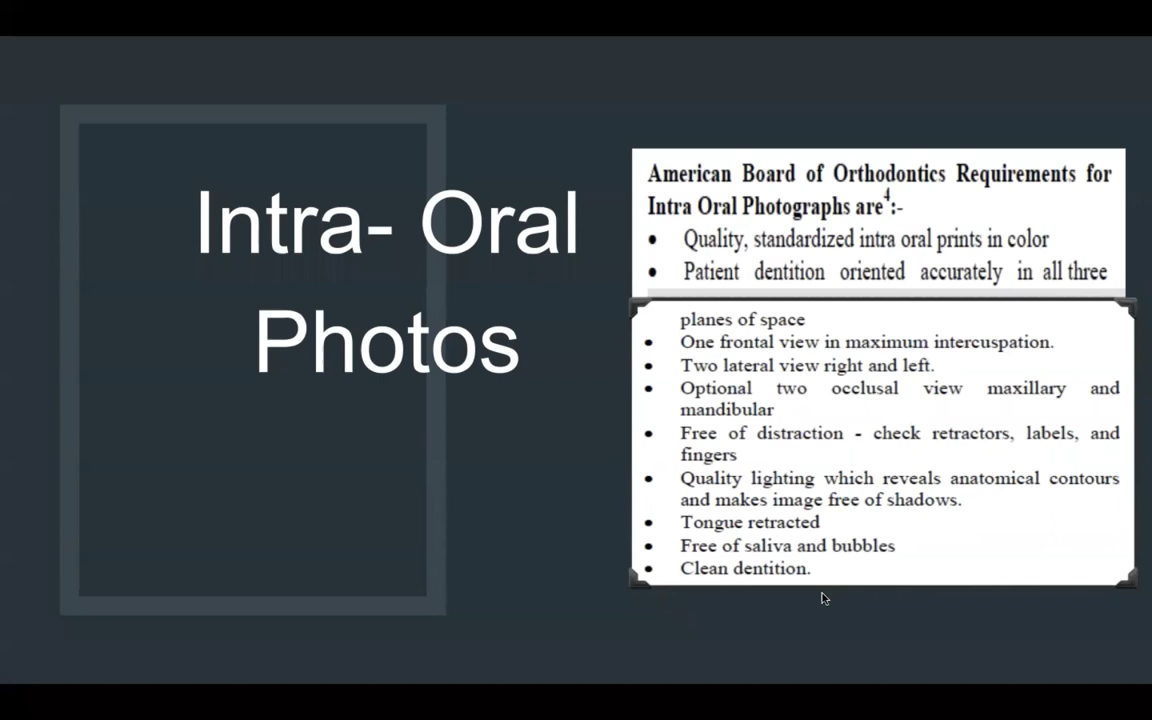 Intra- Oral
Photos
American Board of Orthodontics Requirements for
Intra Oral Photographs are4:-
• Quality, standardized intra oral prints in color
• Patient dentition oriented accurately in all three
planes of space
• One frontal view in maximum intercuspation.
• Two lateral view right and left.
• Optional two occlusal view maxillary and
mandibular
• Free of distraction - check retractors, labels, and
fingers
• Quality lighting which reveals anatomical contours
and makes image free of shadows.
• Tongue retracted
• Free of saliva and bubbles
• Clean dentition.